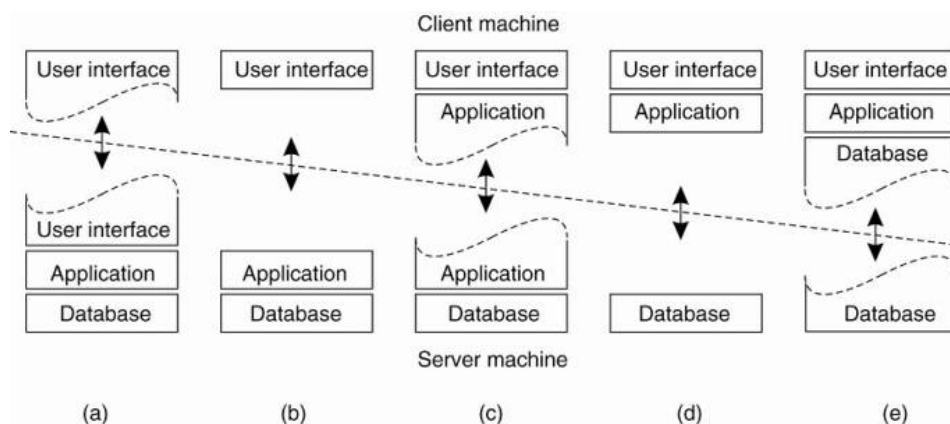 Client machine
User interface User interface User interface User interface User interface
Application Application Application
Database
User interface
Application Application Application
Database Database Database Database Database
Server machine
(a) (b) (c) (d) (e)